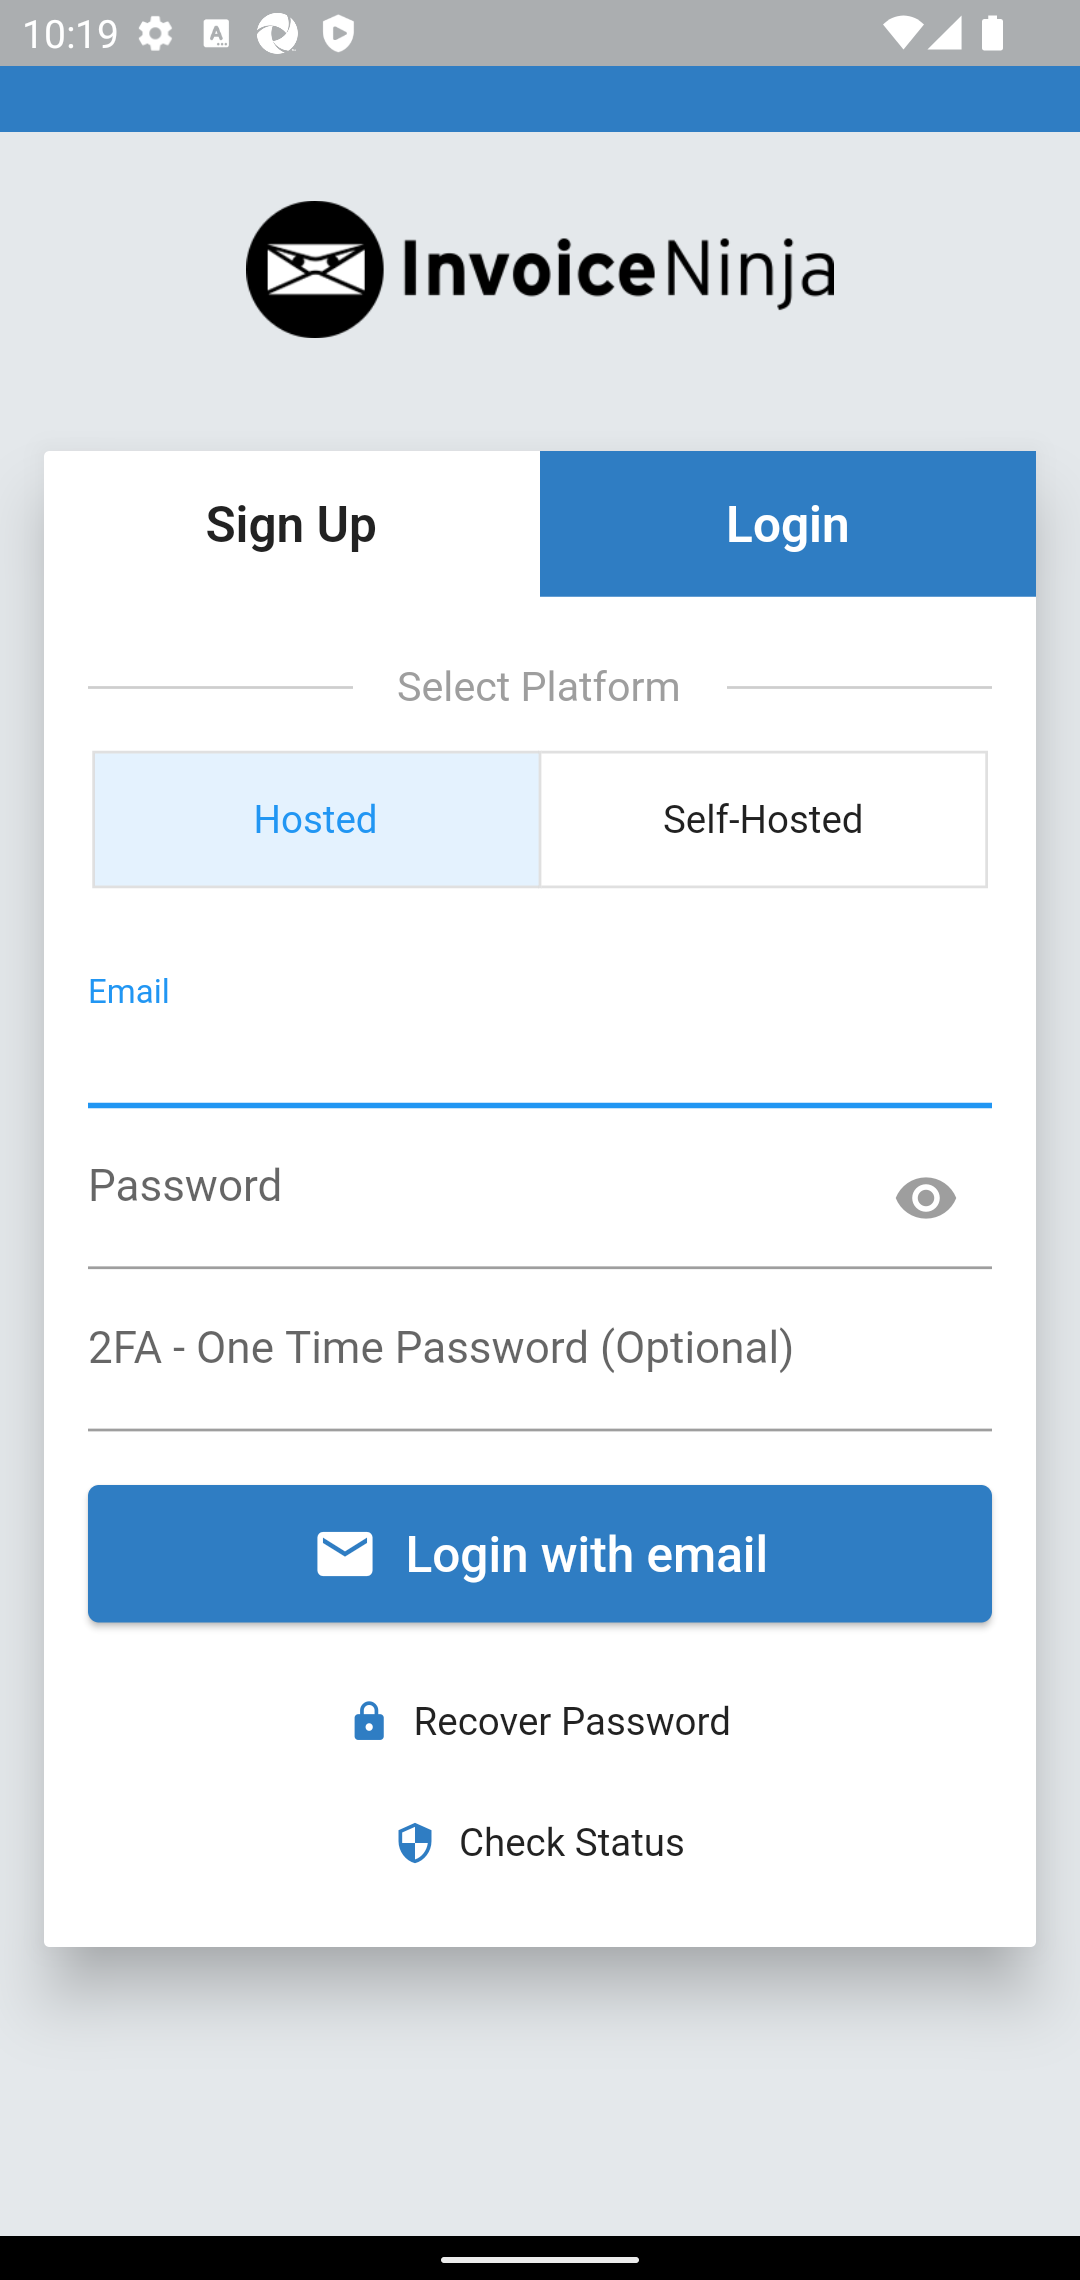 10:19
InvoiceNinja
Sign Up
Login
Select Platform
Hosted
Self-Hosted
Email
Password
2FA - One Time Password (Optional)
Login with email
Recover Password
Check Status